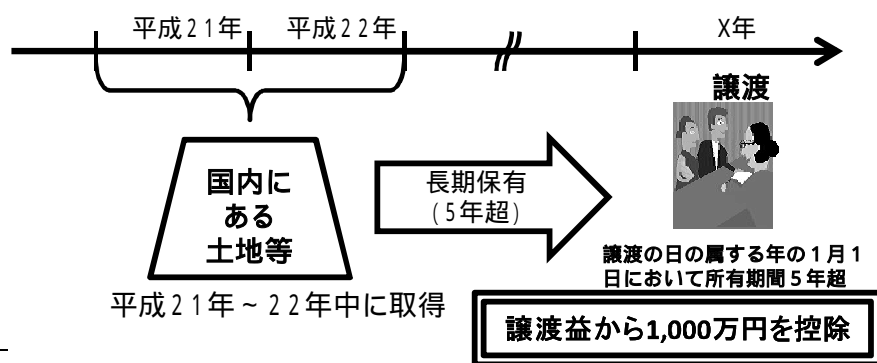 平成21年 平成22年 X年
譲渡
国内に
ある
土地等
長期保有
(5年超)
譲渡の日の属する年の1月1
日において所有期間5年超
平成21年~22年中に取得
譲渡益から1,000万円を控除